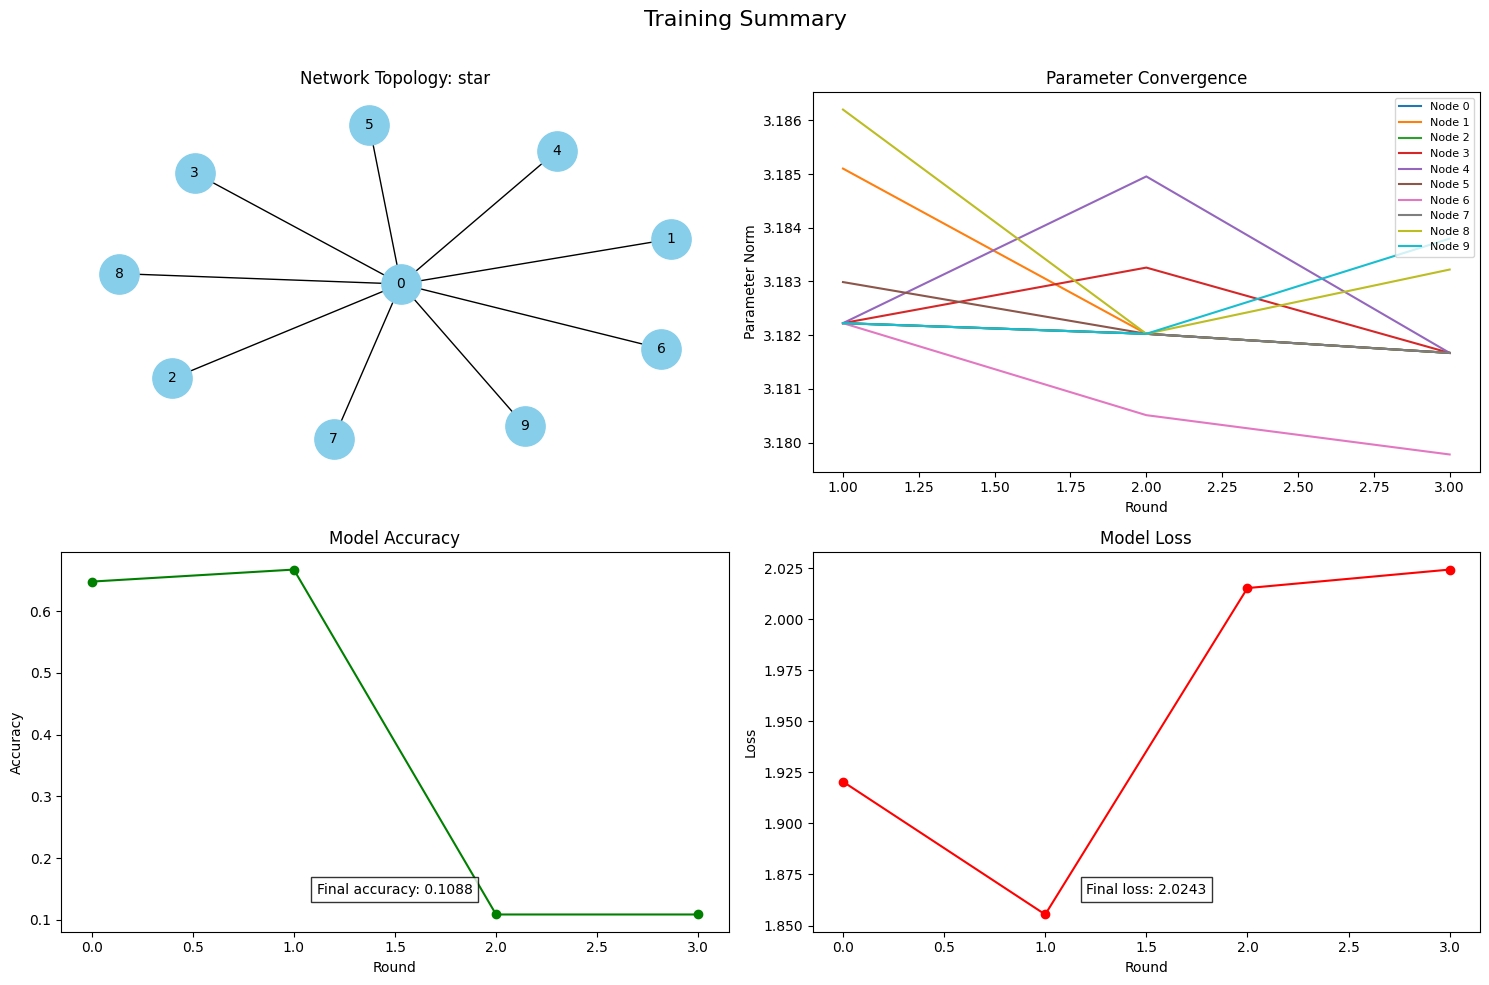 Training Summary
Network Topology: star
5
4
3
1
8
0
6
2
9
7
Parameter Convergence
Parameter Norm
3.186
3.185
3.184
3.183
3.182
3.181
3.180
Node 0
Node 1
Node 2
Node 3
Node 4
Node 5
Node 6
Node 7
Node 8
Node 9
1.00 1.25 1.50 1.75 2.00 2.25 2.50 2.75 3.00
Round
Model Accuracy
Accuracy
0.6
0.5
0.4
0.3
0.2
0.1
Final accuracy: 0.1088
0.0 0.5 1.0 1.5 2.0 2.5 3.0
Round
Model Loss
Loss
2.025
2.000
1.975
1.950
1.925
1.900
1.875
1.850
Final loss: 2.0243
0.0 0.5 1.0 1.5 2.0 2.5 3.0
Round